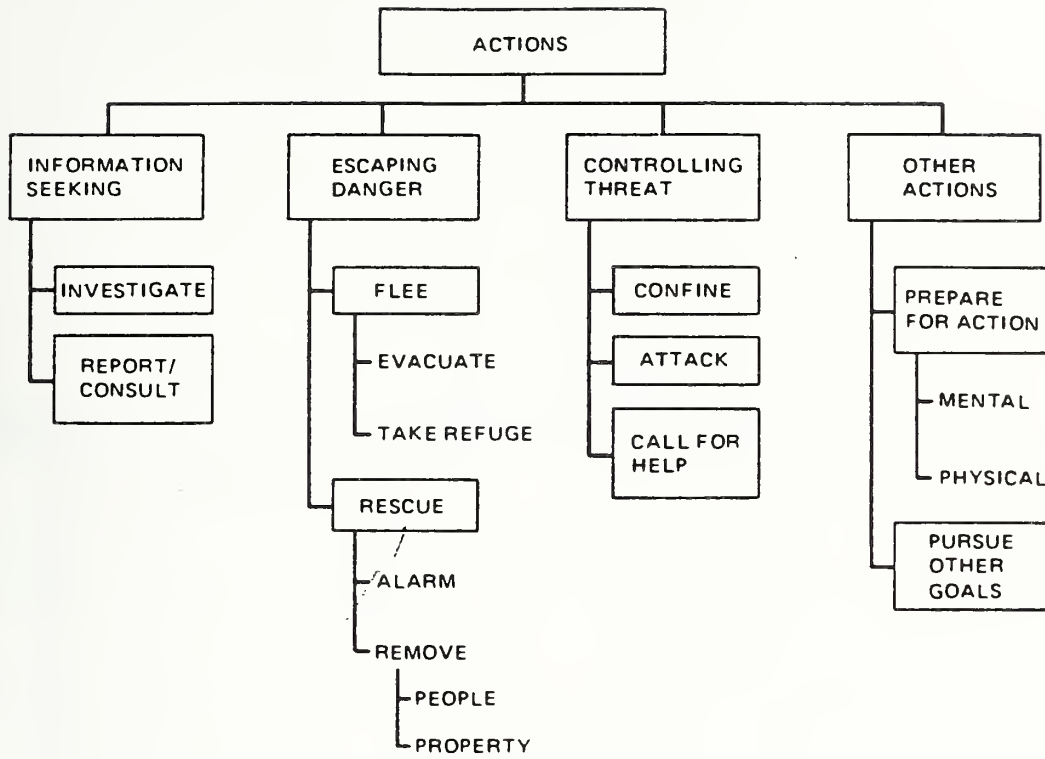 ACTIONS
INFORMATION
SEEKING
INVESTIGATE
REPORT/
CONSULT
ESCAPING
DANGER
FLEE
EVACUATE
TAKE REFUGE
RESCUE
ALARM
REMOVE
PEOPLE
PROPERTY
CONTROLLING
THREAT
CONFINE
ATTACK
CALL FOR
HELP
OTHER
ACTIONS
PREPARE
FOR ACTION
MENTAL
PHYSICAL
PURSUE
OTHER
GOALS